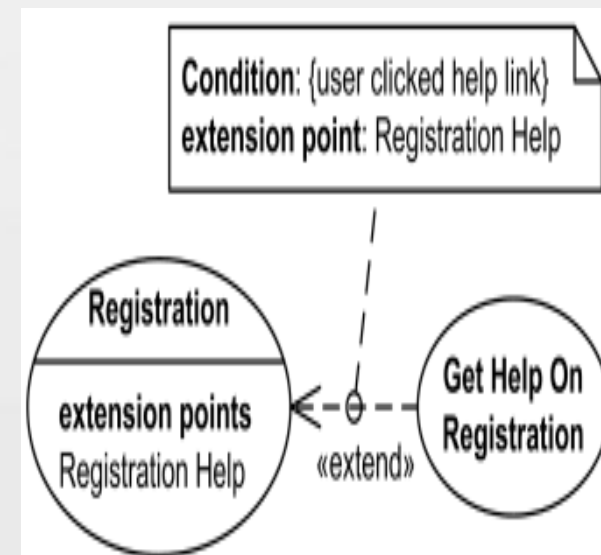 Condition: {user clicked help link}
extension point: Registration Help
Registration
extension points
Registration Help
«extend»
Get Help On
Registration